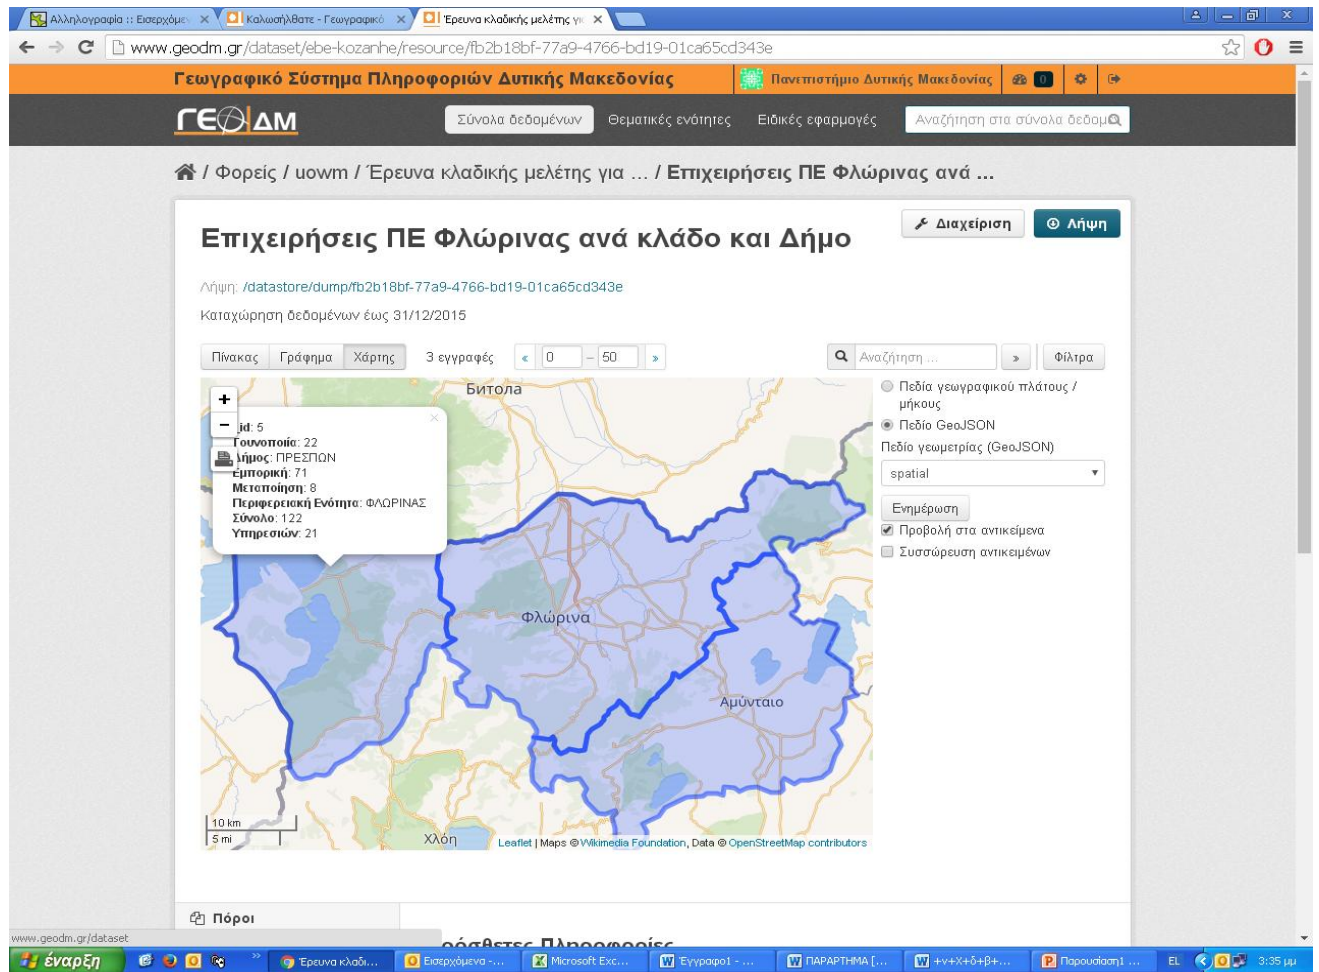 Αλληλογραφία :: Εισερχόμε
Καλωσήλθατε - Γεωγραφικό
Έρευνα κλαδικής μελέτης γι
www.geodm.gr/dataset/ebe-kozanhe/resource/fb2b18bf-77a9-4766-bd19-01ca65cd343e
Γεωγραφικό Σύστημα Πληροφοριών Δυτικής Μακεδονίας
Πανεπιστήμιο Δυτικής Μακεδονίας 0
ΓΕΩΔΜ
Σύνολα δεδομένων Θεματικές ενότητες Ειδικές εφαρμογές Αναζήτηση στα σύνολα δεδομ
/ Φορείς / uowm / Έρευνα κλαδικής μελέτης για ... / Επιχειρήσεις ΠΕ Φλώρινας ανά ...
Διαχείριση Λήψη
Επιχειρήσεις ΠΕ Φλώρινας ανά κλάδο και Δήμο
Λήψη: /datastore/dump/fb2b18bf-77a9-4766-bd19-01ca65cd343e
Καταχώρηση δεδομένων έως 31/12/2015
Πίνακας Γράφημα Χάρτης 3 εγγραφές « 0 – 50 » Αναζήτηση ... » Φίλτρα
Битола
+
−
id: 5
Γουνοποιία: 22
Δήμος: ΠΡΕΣΠΩΝ
Εμπορική: 71
Μεταποίηση: 8
Περιφερειακή Ενότητα: ΦΛΩΡΙΝΑΣ
Σύνολο: 122
Υπηρεσιών: 21
Φλώρινα
Αμύνταιο
Χλόη
10 km
5 mi
Leaflet | Maps © Wikimedia Foundation, Data © OpenStreetMap contributors
Πεδία γεωγραφικού πλάτους /
μήκους
Πεδίο GeoJSON
Πεδίο γεωμετρίας (GeoJSON)
spatial
Ενημέρωση
Προβολή στα αντικείμενα
Συσσώρευση αντικειμένων
Πόροι
www.geodm.gr/dataset
έναρξη
»
Έρευνα κλαδι...
Εισερχόμενα -...
Microsoft Exc...
Έγγραφο1 - ...
ΠΑΡΑΡΤΗΜΑ [...
+ν+Χ+δ+β+...
Παρουσίαση1 ...
EL
3:35 μμ